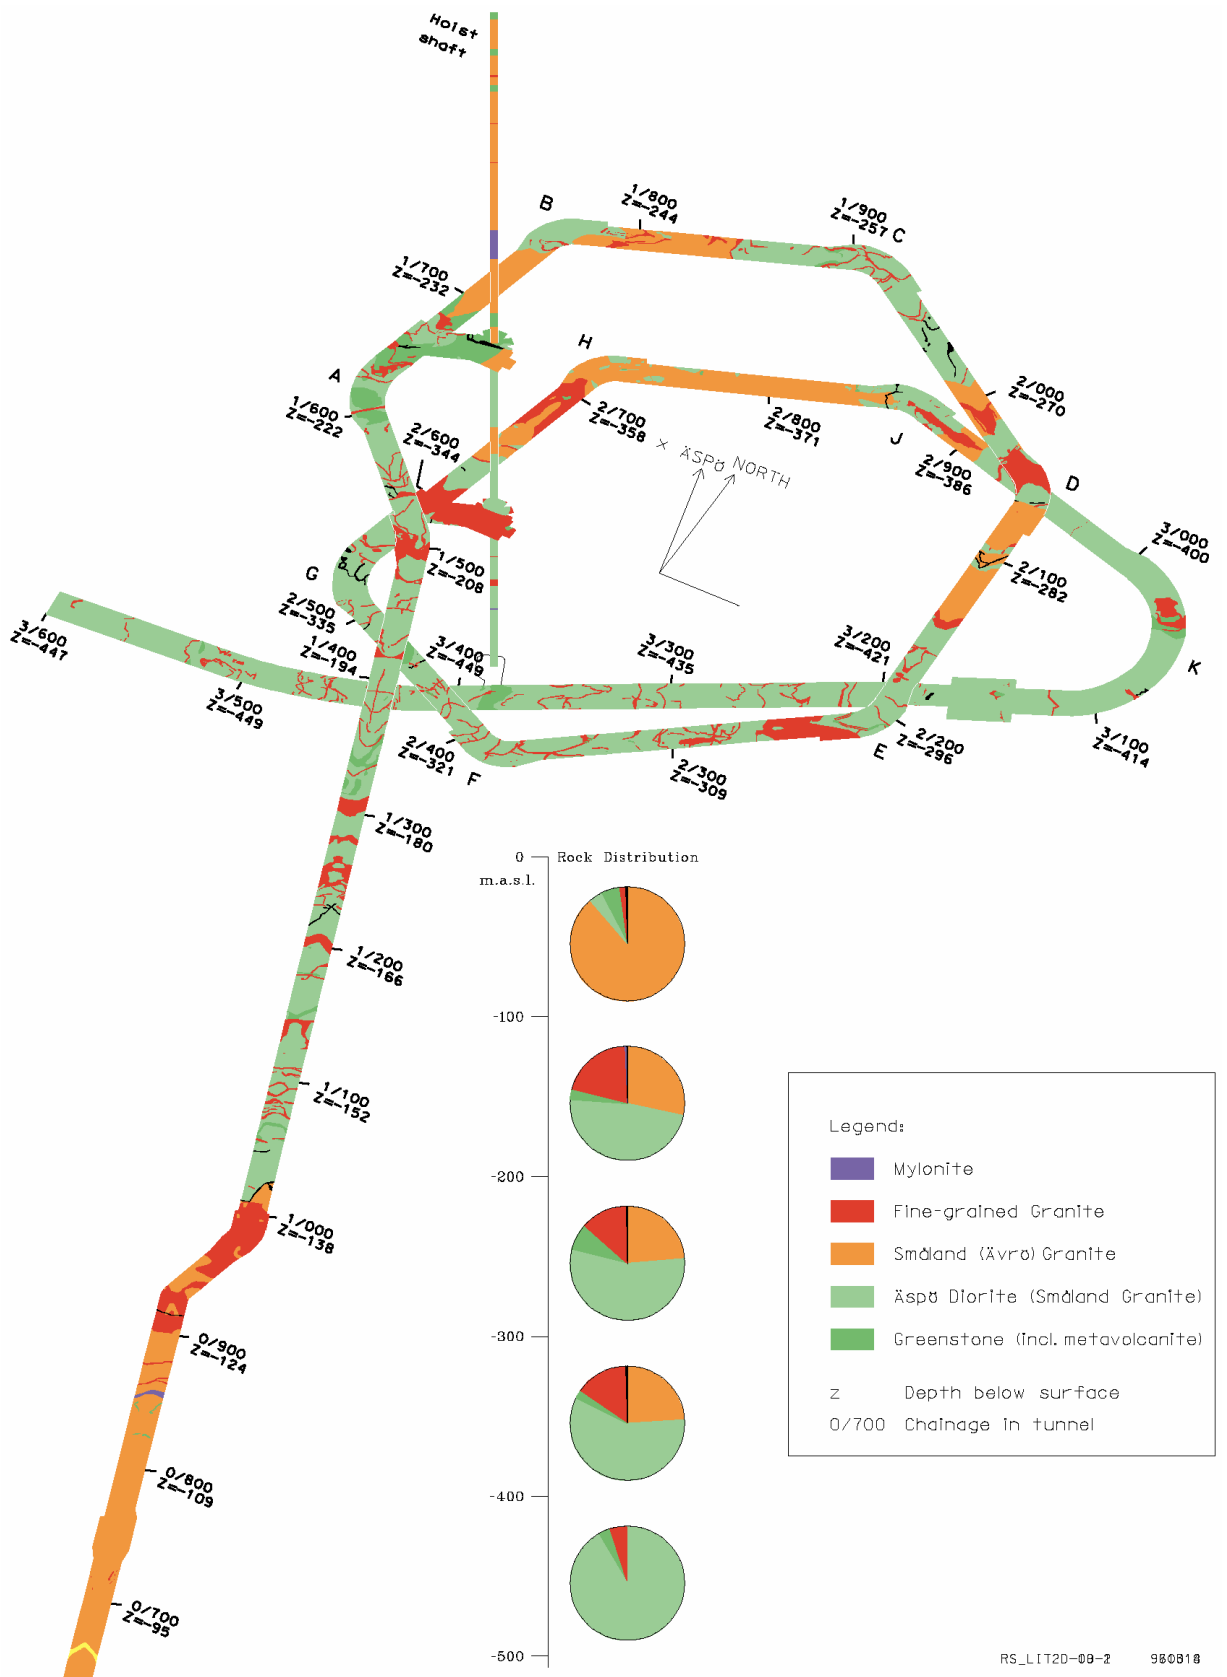 Hoist
shaft
B
1/800
Z=-244
1/900
Z=-257
C
1/700
Z=-232
H
A
2/000
Z=-270
1/600
Z=-222
2/700
Z=-358
2/800
Z=-371
2/600
Z=-344
J
x ÄSPÖ NORTH
2/900
Z=-386
D
3/000
Z=-400
G
1/500
Z=-208
2/100
Z=-282
2/500
Z=-335
3/600
Z=-447
1/400
Z=-194
3/400
Z=-449
3/300
Z=-435
3/200
Z=-421
K
3/500
Z=-449
2/400
Z=-321
F
2/300
Z=-309
E
2/200
Z=-296
3/100
Z=-414
1/300
Z=-180
0
Rock Distribution
m.a.s.l.
1/200
Z=-166
-100
1/100
Z=-152
-200
1/000
Z=-138
-300
0/900
Z=-124
-400
0/800
Z=-109
0/700
Z=-95
-500
Legend:
Mylonite
Fine-grained Granite
Småland (Ävrö) Granite
Äspö Diorite (Småland Granite)
Greenstone (incl. metavolcanite)
z Depth below surface
0/700 Chainage in tunnel